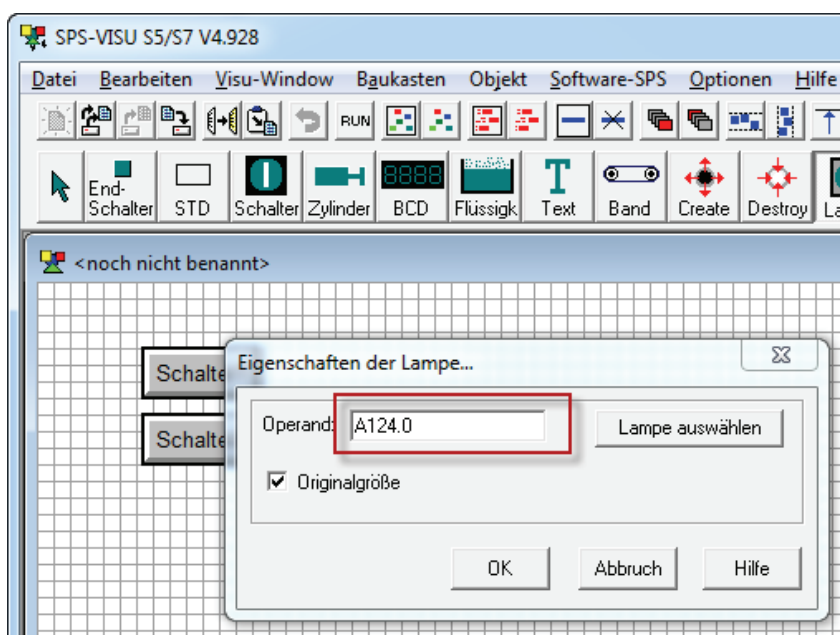 SPS-VISU S5/S7 V4.928
Datei Bearbeiten Visu-Window Baukasten Objekt Software-SPS Optionen Hilfe
RUN
End-
Schalter STD Schalter Zylinder BCD Flüssigk Text Band Create Destroy
<noch nicht benannt>
Eigenschaften der Lampe...
Schalte
Operand: A124.0 Lampe auswählen
Schalte
Originalgröße
OK Abbruch Hilfe